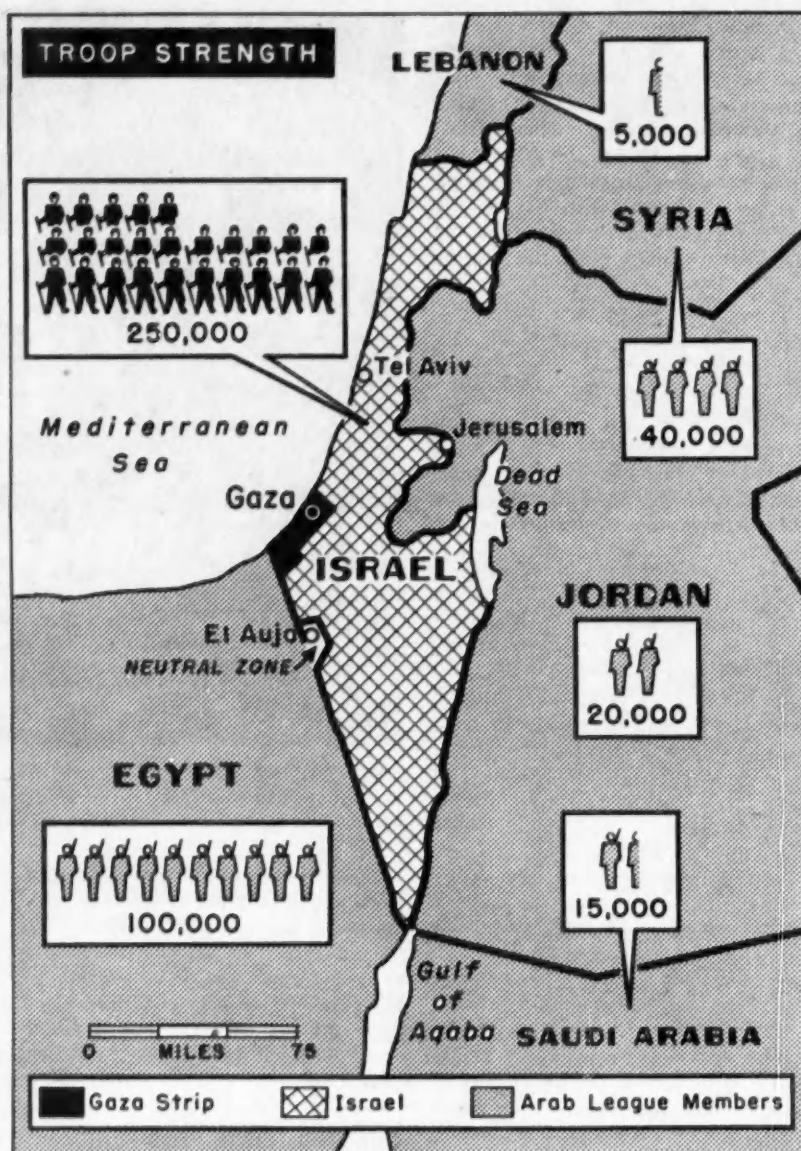 TROOP STRENGTH
LEBANON
5,000
SYRIA
250,000
Tel Aviv
40,000
Mediterranean
Sea
Jerusalem
Dead
Sea
Gaza
ISRAEL
JORDAN
El Auja
NEUTRAL ZONE
20,000
EGYPT
100,000
15,000
Gulf
of
Aqaba
SAUDI ARABIA
0 MILES 75
Gaza Strip Israel Arab League Members